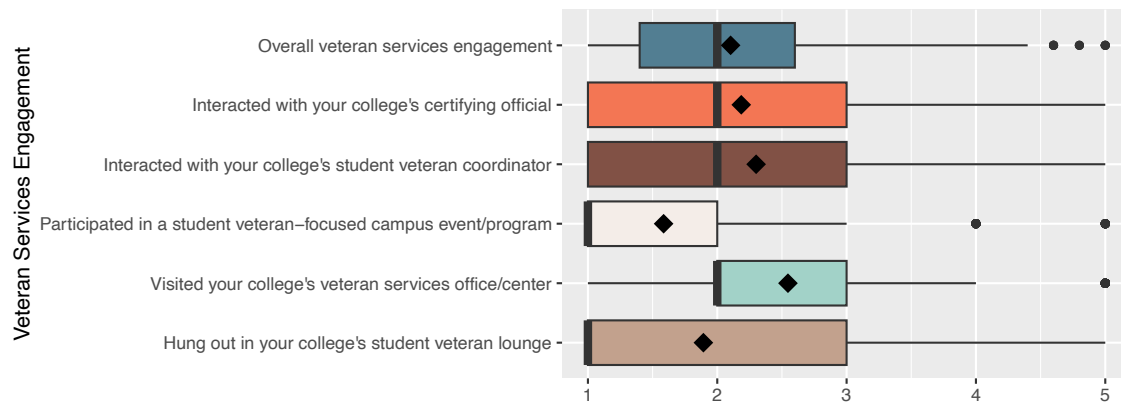 Veteran Services Engagement
Overall veteran services engagement
Interacted with your college's certifying official
Interacted with your college's student veteran coordinator
Participated in a student veteran−focused campus event/program
Visited your college's veteran services office/center
Hung out in your college's student veteran lounge
1 2 3 4 5